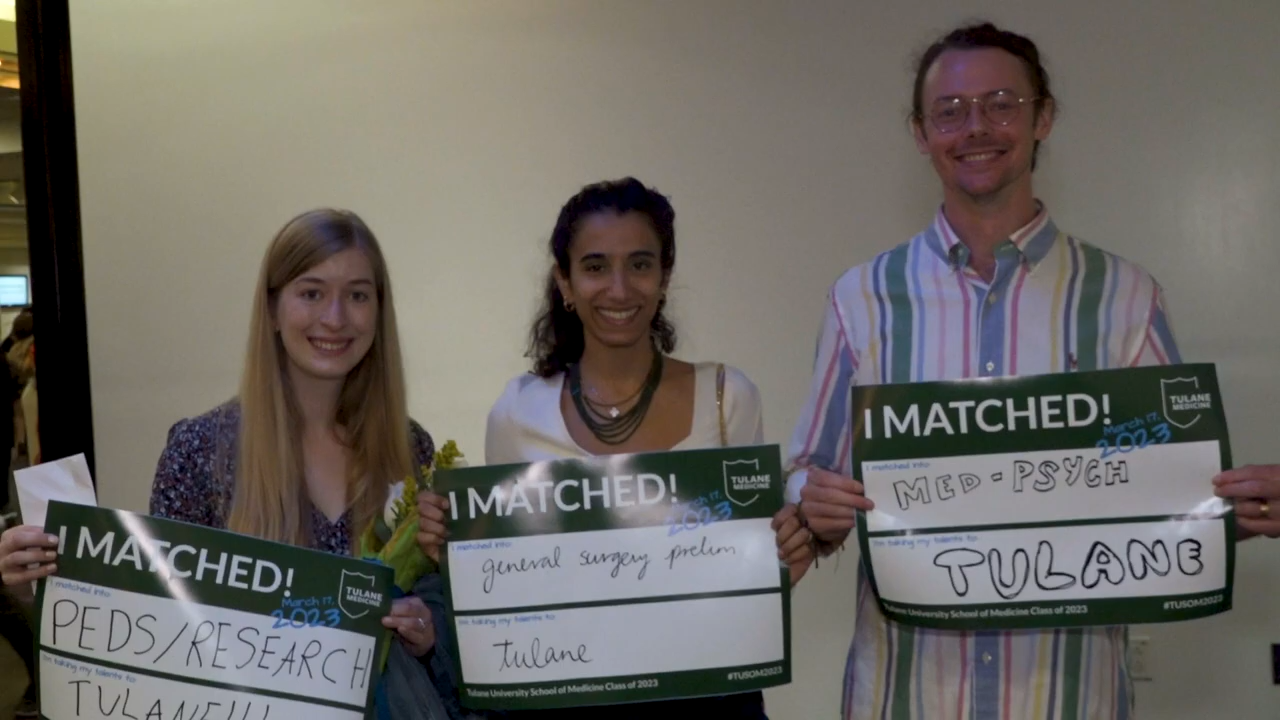 I MATCHED!
TULANE
MEDICINE
March 17,
2023
I matched into:
PEDS/RESEARCH
I'm taking my talents to:
TULANE!!!
I MATCHED!
TULANE
MEDICINE
March 17,
2023
I matched into:
general surgery prelim
I'm taking my talents to:
tulane
Tulane University School of Medicine Class of 2023
#TUSOM2023
I MATCHED!
TULANE
MEDICINE
March 17,
2023
I matched into:
MED-PSYCH
I'm taking my talents to:
TULANE
Tulane University School of Medicine Class of 2023
#TUSOM2023